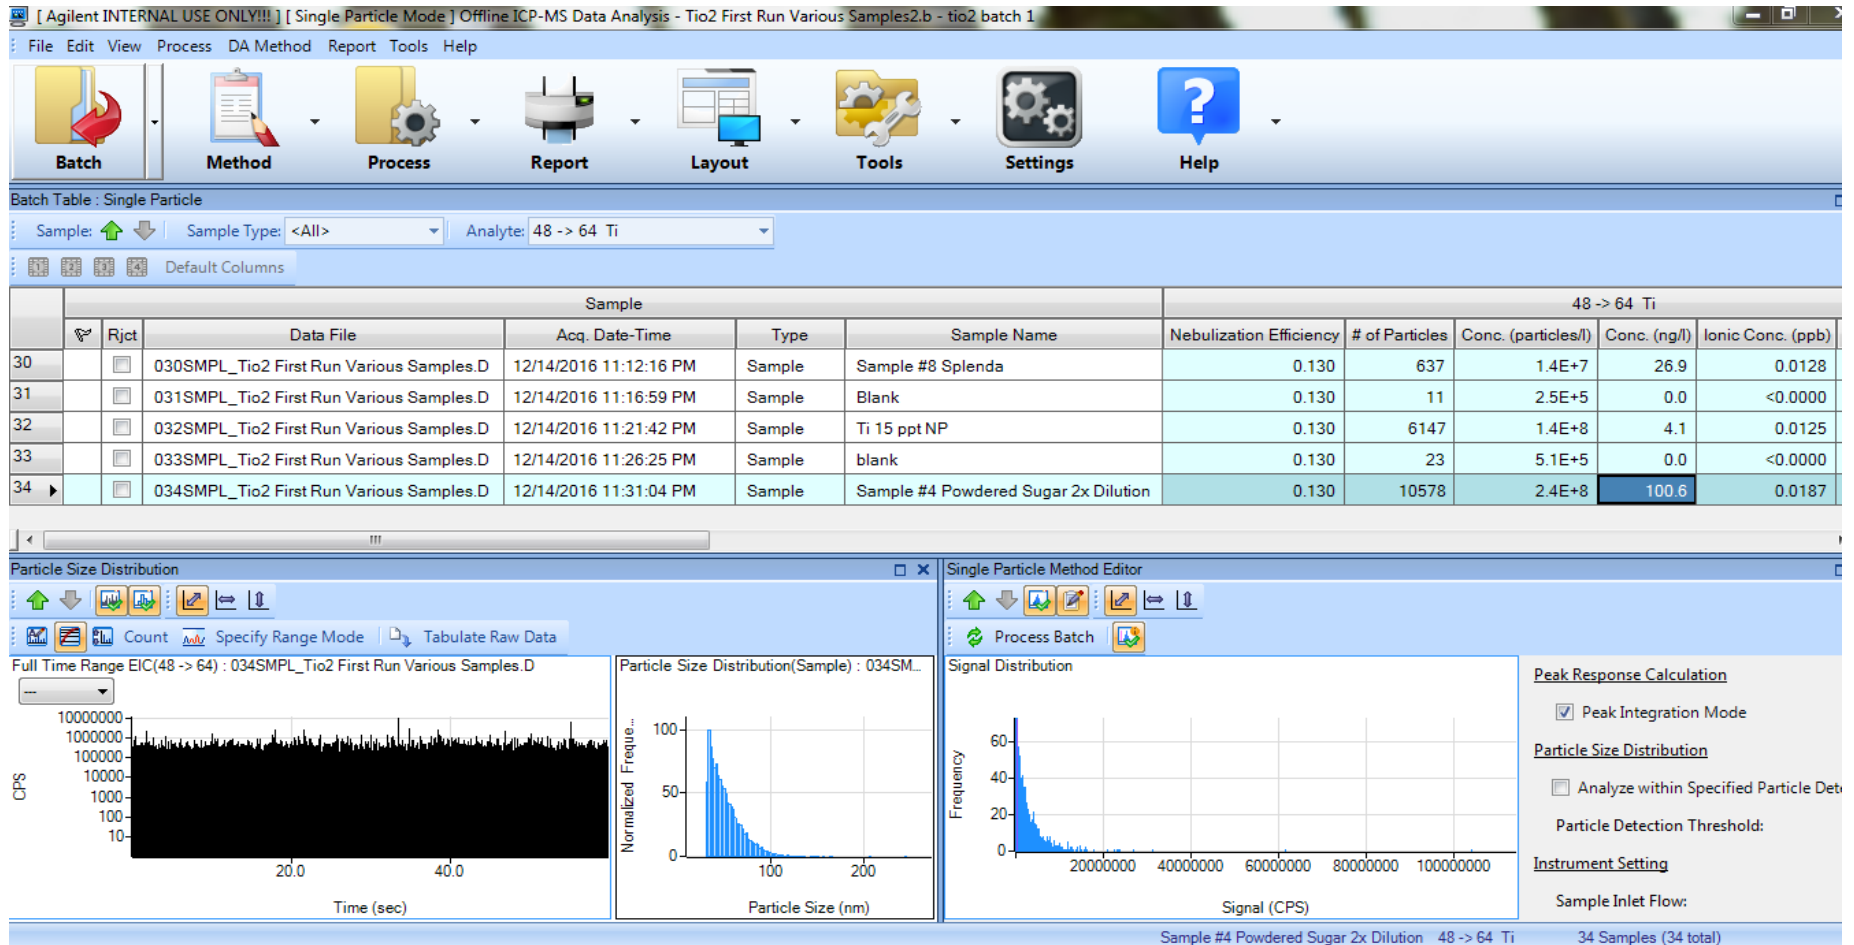 [ Agilent INTERNAL USE ONLY!!! ] [ Single Particle Mode ] Offline ICP-MS Data Analysis - Tio2 First Run Various Samples2.b - tio2 batch 1
File Edit View Process DA Method Report Tools Help
Batch Method Process Report Layout Tools Settings Help
Batch Table : Single Particle
Sample: Sample Type: <All> Analyte: 48 -> 64 Ti
1 2 3 4 Default Columns
Sample 48 -> 64 Ti
Rjct Data File Acq. Date-Time Type Sample Name Nebulization Efficiency # of Particles Conc. (particles/l) Conc. (ng/l) Ionic Conc. (ppb)
30 030SMPL_Tio2 First Run Various Samples.D 12/14/2016 11:12:16 PM Sample Sample #8 Splenda 0.130 637 1.4E+7 26.9 0.0128
31 031SMPL_Tio2 First Run Various Samples.D 12/14/2016 11:16:59 PM Sample Blank 0.130 11 2.5E+5 0.0 <0.0000
32 032SMPL_Tio2 First Run Various Samples.D 12/14/2016 11:21:42 PM Sample Ti 15 ppt NP 0.130 6147 1.4E+8 4.1 0.0125
33 033SMPL_Tio2 First Run Various Samples.D 12/14/2016 11:26:25 PM Sample blank 0.130 23 5.1E+5 0.0 <0.0000
34 034SMPL_Tio2 First Run Various Samples.D 12/14/2016 11:31:04 PM Sample Sample #4 Powdered Sugar 2x Dilution 0.130 10578 2.4E+8 100.6 0.0187
Particle Size Distribution
Count Specify Range Mode Tabulate Raw Data
Full Time Range EIC(48 -> 64) : 034SMPL_Tio2 First Run Various Samples.D
---
10000000
1000000
100000
10000
1000
100
10
CPS
20.0 40.0
Time (sec)
Particle Size Distribution(Sample) : 034SM...
Normalized Freque...
100
50
0
100 200
Particle Size (nm)
Single Particle Method Editor
Process Batch
Signal Distribution
Frequency
60
40
20
0
20000000 40000000 60000000 80000000 100000000
Signal (CPS)
Peak Response Calculation
Peak Integration Mode
Particle Size Distribution
Analyze within Specified Particle Det
Particle Detection Threshold:
Instrument Setting
Sample Inlet Flow:
Sample #4 Powdered Sugar 2x Dilution 48 -> 64 Ti 34 Samples (34 total)